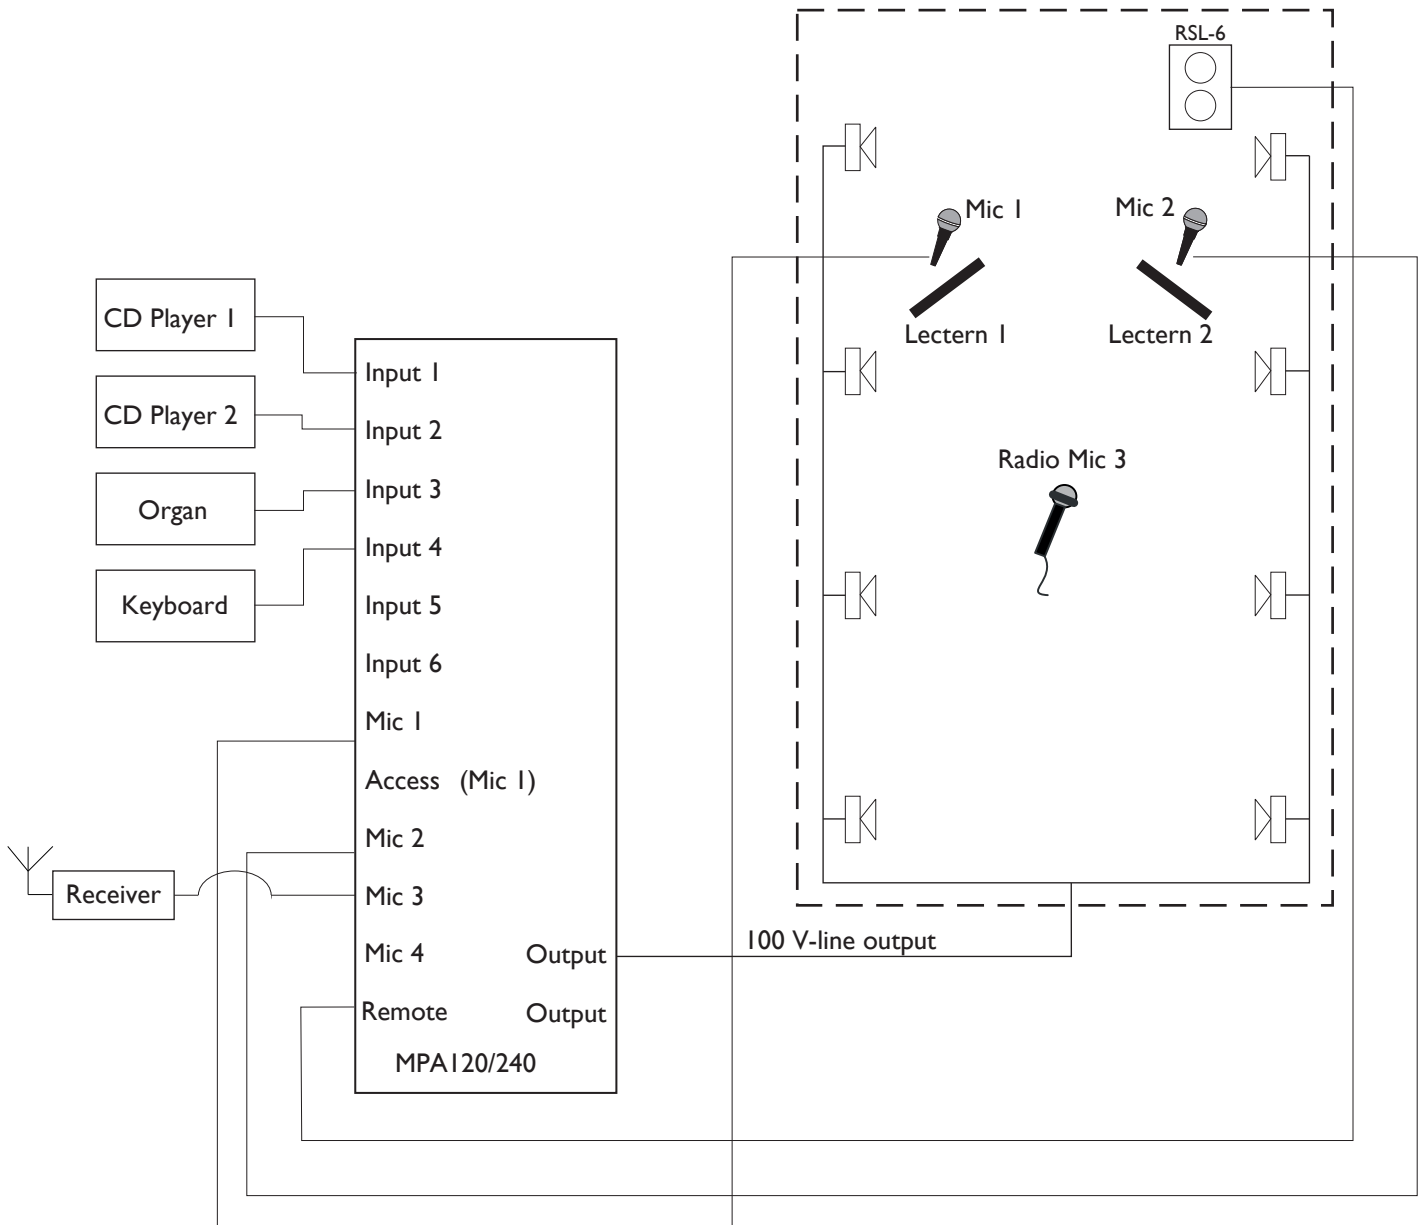 RSL-6
Mic 1
Mic 2
Lectern 1
Lectern 2
Radio Mic 3
CD Player 1
CD Player 2
Organ
Keyboard
Receiver
Input 1
Input 2
Input 3
Input 4
Input 5
Input 6
Mic 1
Access (Mic 1)
Mic 2
Mic 3
Mic 4
Output
Remote
Output
MPA120/240
100 V-line output